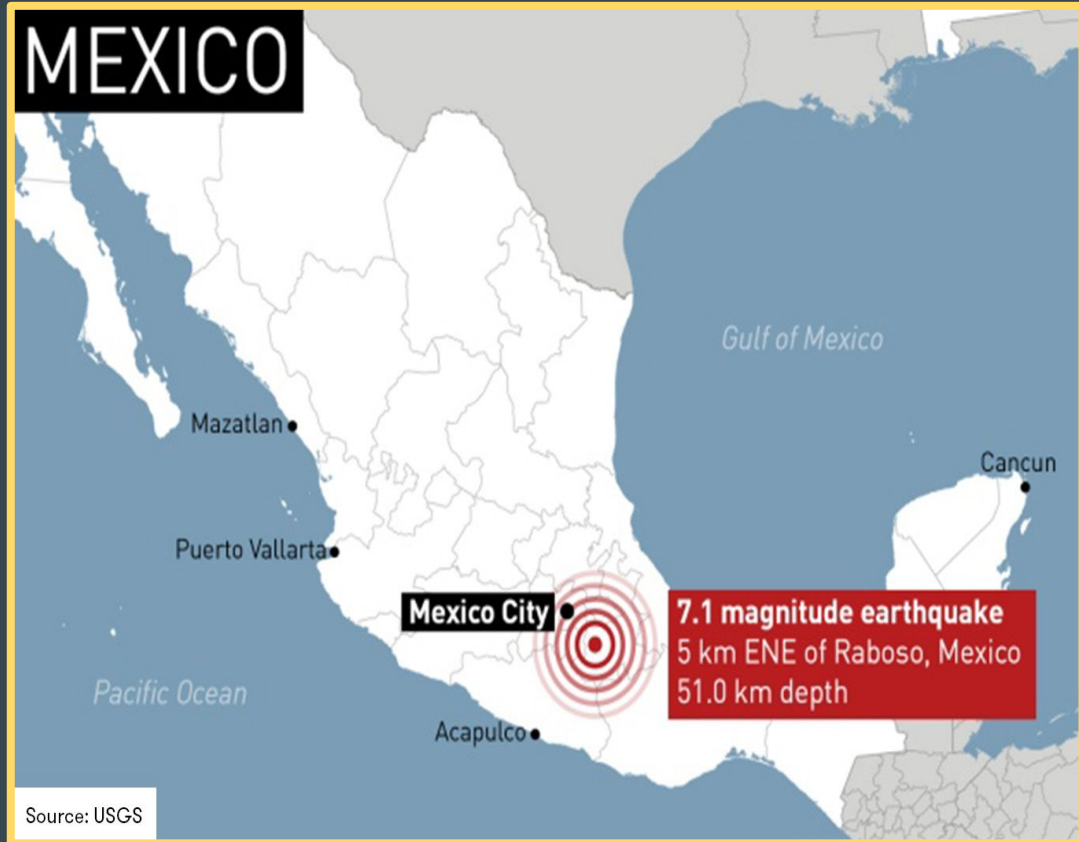 MEXICO
Gulf of Mexico
Mazatlan
Cancun
Puerto Vallarta
Mexico City
7.1 magnitude earthquake
5 km ENE of Raboso, Mexico
51.0 km depth
Pacific Ocean
Acapulco
Source: USGS